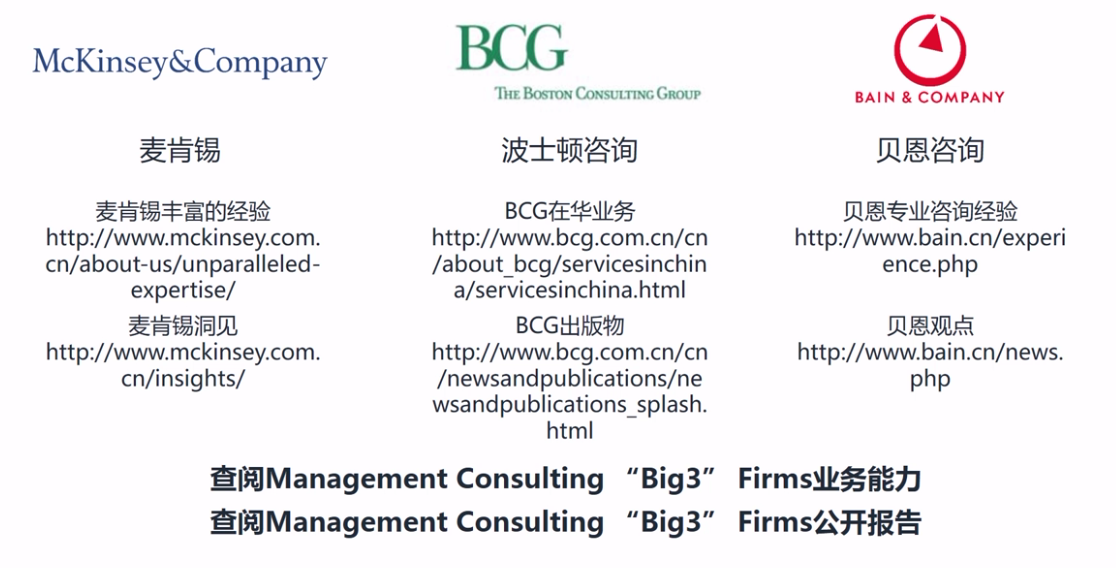 McKinsey&Company
BCG
THE BOSTON CONSULTING GROUP
BAIN & COMPANY
麦肯锡
麦肯锡丰富的经验
http://www.mckinsey.com.
cn/about-us/unparalleled-
expertise/
麦肯锡洞见
http://www.mckinsey.com.
cn/insights/
波士顿咨询
BCG在华业务
http://www.bcg.com.cn/cn
/about_bcg/servicesinchin
a/servicesinchina.html
BCG出版物
http://www.bcg.com.cn/cn
/newsandpublications/ne
wsandpublications_splash.
html
贝恩咨询
贝恩专业咨询经验
http://www.bain.cn/experi
ence.php
贝恩观点
http://www.bain.cn/news.
php
查阅Management Consulting “Big3” Firms业务能力
查阅Management Consulting “Big3” Firms公开报告